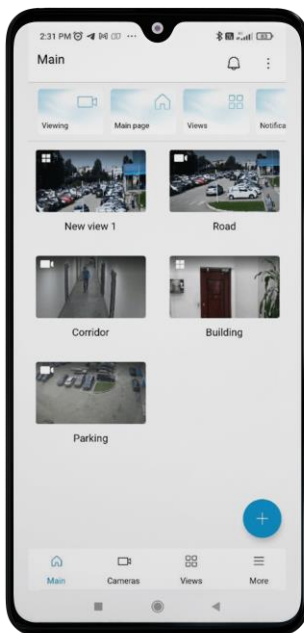 2:31 PM
Main
Viewing
Main page
Views
Notifica
New view 1
Road
Corridor
Building
Parking
Main
Cameras
Views
More